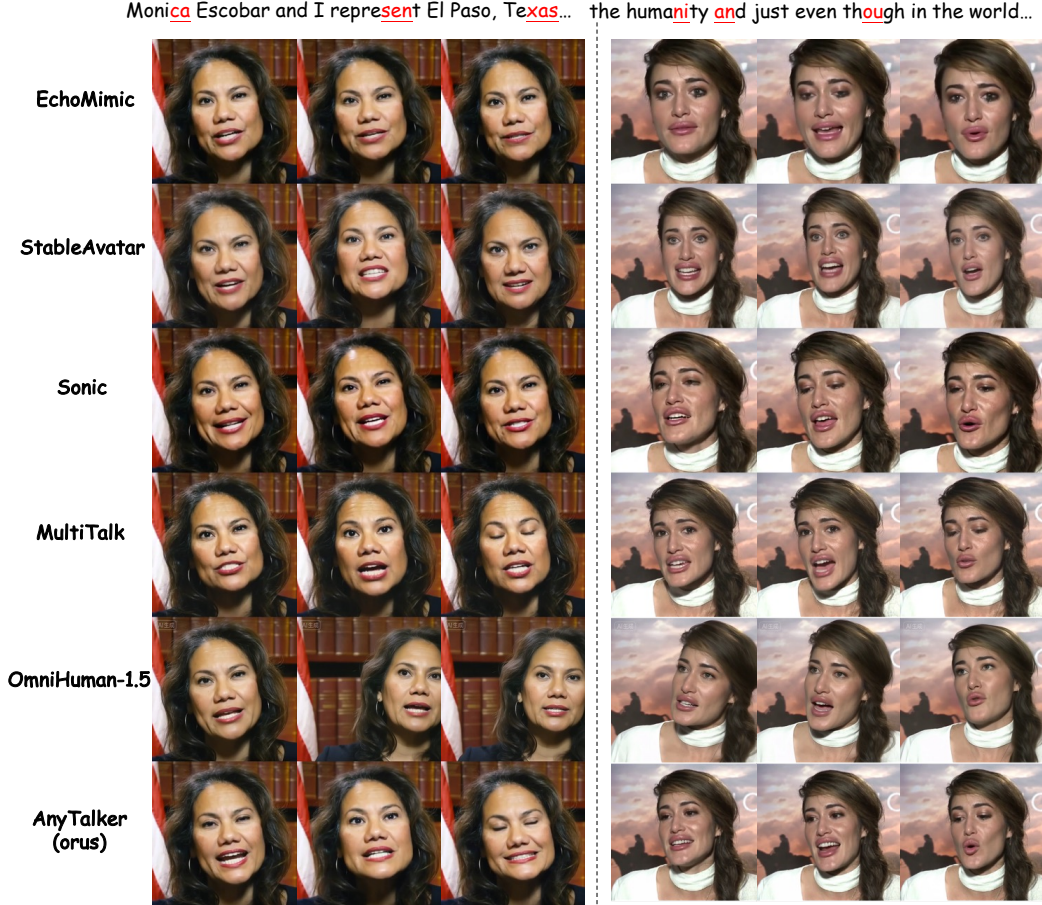 Monica Escobar and I represent El Paso, Texas...
the humanity and just even though in the world...
EchoMimic
StableAvatar
Sonic
MultiTalk
OmniHuman-1.5
AnyTalker
(orus)